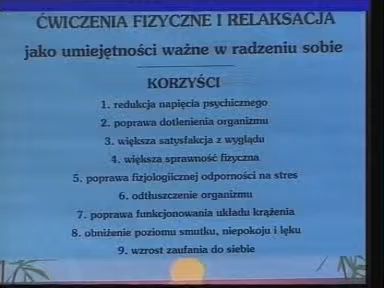 ĆWICZENIA FIZYCZNE I RELAKSACJA
jako umiejętności ważne w radzeniu sobie
KORZYŚCI
1. redukcja napięcia psychicznego
2. poprawa dotlenienia organizmu
3. większa satysfakcja z wyglądu
4. większa sprawność fizyczna
5. poprawa fizjologiicznej odporności na stres
6. odtłuszczenie organizmu
7. poprawa funkcjonowania układu krążenia
8. obniżenie poziomu smutku, niepokoju i lęku
9. wzrost zaufania do siebie